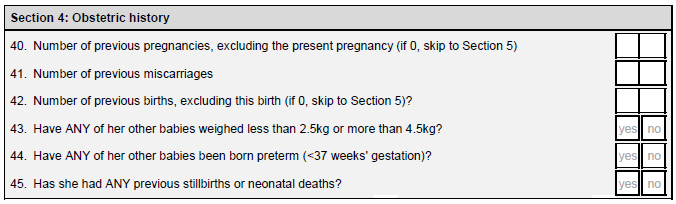 Section 4: Obstetric history
40. Number of previous pregnancies, excluding the present pregnancy (if 0, skip to Section 5)
41. Number of previous miscarriages
42. Number of previous births, excluding this birth (if 0, skip to Section 5)?
43. Have ANY of her other babies weighed less than 2.5kg or more than 4.5kg? yes no
44. Have ANY of her other babies been born preterm (<37 weeks' gestation)? yes no
45. Has she had ANY previous stillbirths or neonatal deaths? yes no